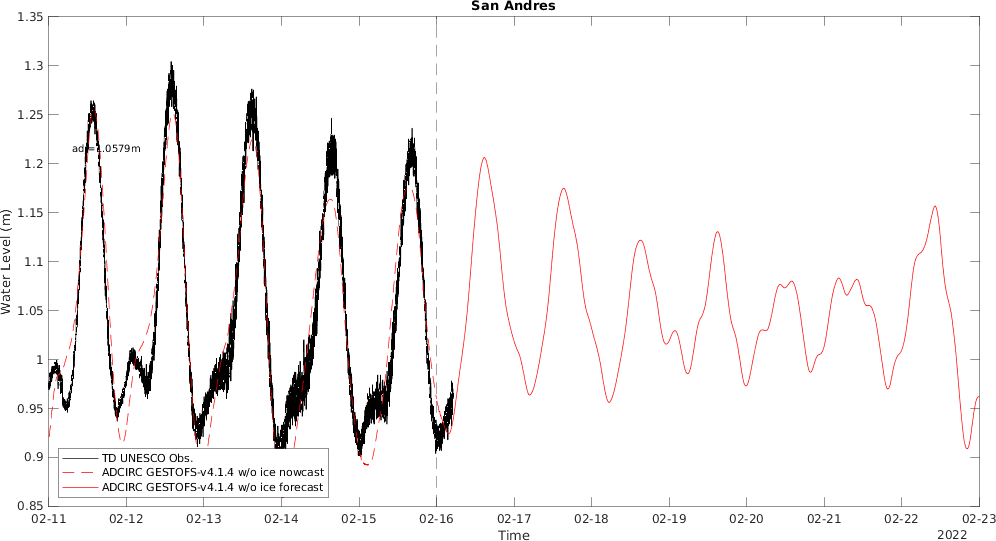 San Andres
1.35
1.3
1.25
1.2
1.15
1.1
1.05
1
0.95
0.9
0.85
Water Level (m)
TD UNESCO Obs.
ADCIRC GESTOFS-v4.1.4 w/o ice nowcast
ADCIRC GESTOFS-v4.1.4 w/o ice forecast
02-11 02-12 02-13 02-14 02-15 02-16 02-17 02-18 02-19 02-20 02-21 02-22 02-23
Time
2022